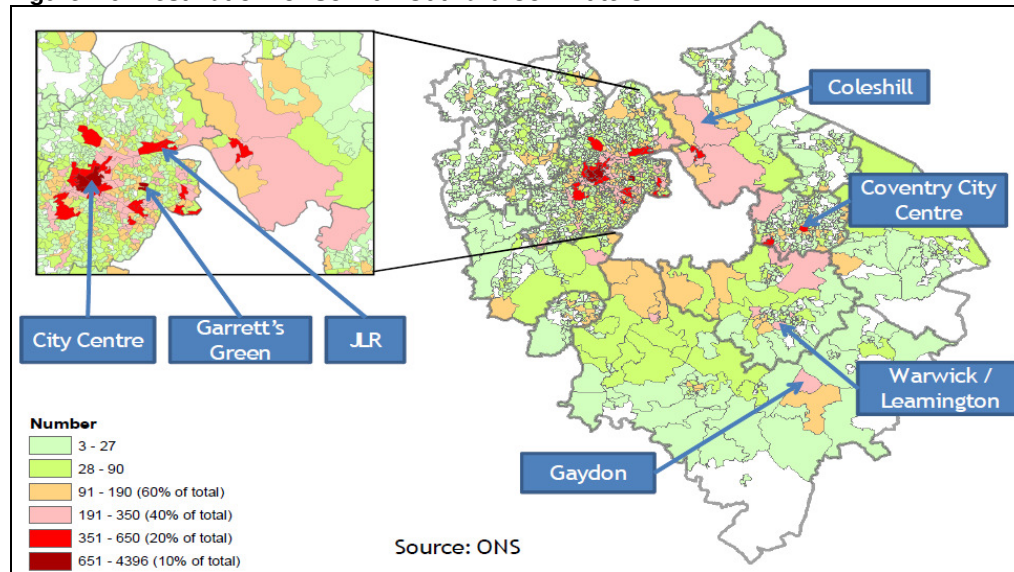 Coleshill
Coventry City
Centre
City Centre
Garrett's
Green
JLR
Warwick /
Leamington
Gaydon
Number
3 - 27
28 - 90
91 - 190 (60% of total)
191 - 350 (40% of total)
351 - 650 (20% of total)
651 - 4396 (10% of total)
Source: ONS